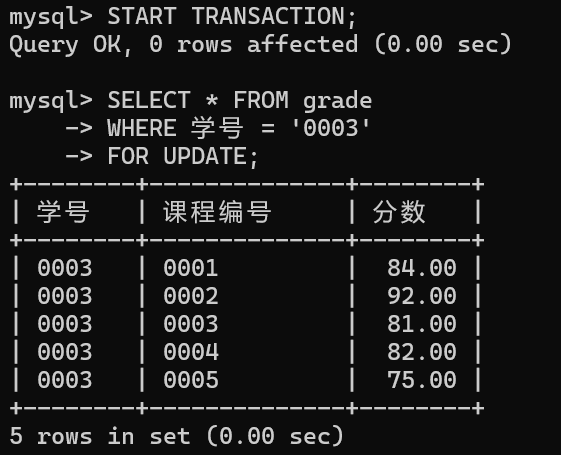 mysql> START TRANSACTION;
Query OK, 0 rows affected (0.00 sec)
mysql> SELECT * FROM grade
    -> WHERE 学号 = '0003'
    -> FOR UPDATE;
+--------+---------------+--------+
| 学号   | 课程编号      | 分数   |
+--------+---------------+--------+
| 0003   | 0001          |  84.00 |
| 0003   | 0002          |  92.00 |
| 0003   | 0003          |  81.00 |
| 0003   | 0004          |  82.00 |
| 0003   | 0005          |  75.00 |
+--------+---------------+--------+
5 rows in set (0.00 sec)